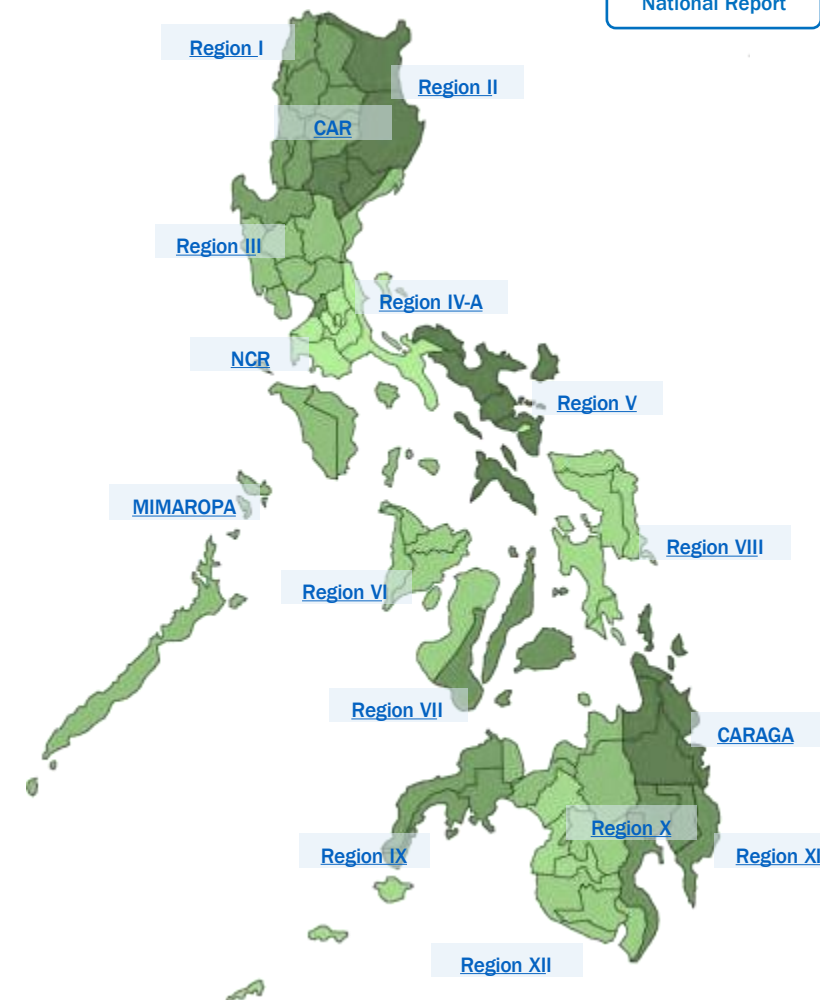 National Report
Region I
Region II
CAR
Region III
Region IV-A
NCR
Region V
MIMAROPA
Region VIII
Region VI
Region VII
CARAGA
Region X
Region IX
Region XI
Region XII